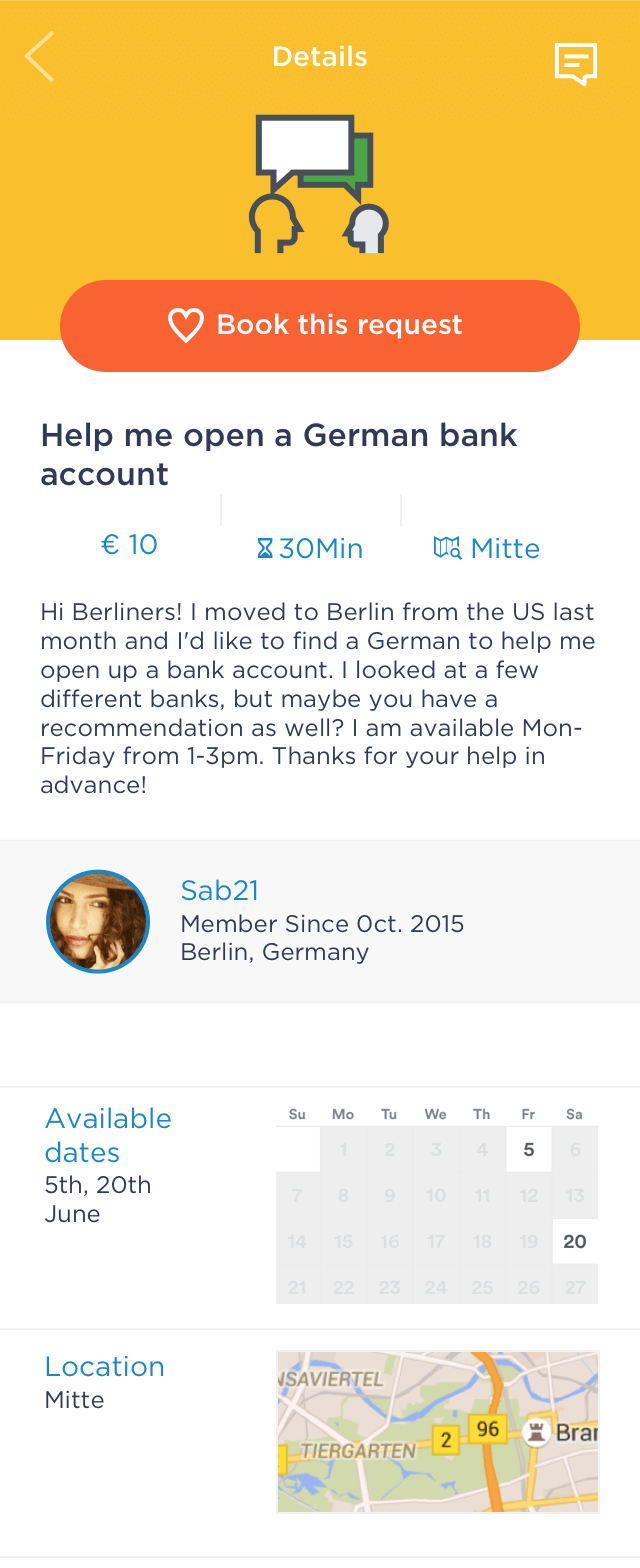 Details
Book this request
Help me open a German bank
account
€ 10
30Min
Mitte
Hi Berliners! I moved to Berlin from the US last
month and I'd like to find a German to help me
open up a bank account. I looked at a few
different banks, but maybe you have a
recommendation as well? I am available Mon-
Friday from 1-3pm. Thanks for your help in
advance!
Sab21
Member Since Oct. 2015
Berlin, Germany
Available
dates
5th, 20th
June
Su Mo Tu We Th Fr Sa
1 2 3 4 5 6
7 8 9 10 11 12 13
14 15 16 17 18 19 20
21 22 23 24 25 26 27
Location
Mitte
NSAVIERTEL
TIERGARTEN
2
96
Bran